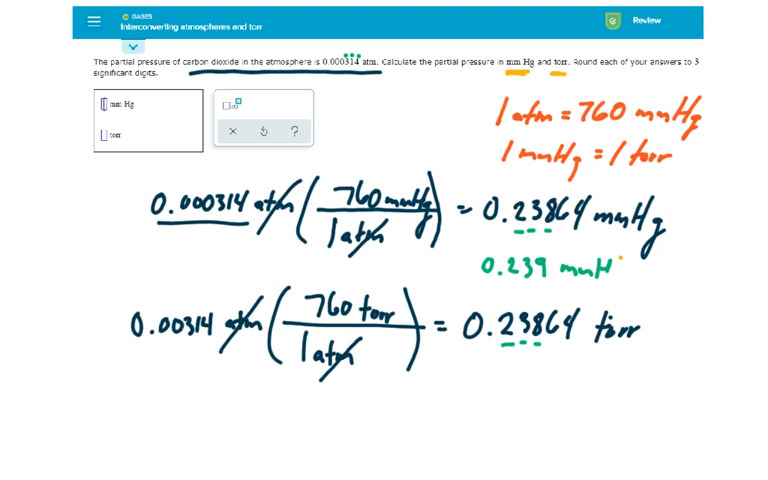 GASES
Interconverting atmospheres and torr
Review
The partial pressure of carbon dioxide in the atmosphere is 0.000314 atm. Calculate the partial pressure in mm Hg and torr. Round each of your answers to 3
significant digits.
mm Hg
x10
torr
× ?
1 atm = 760 mmHg
1 mmHg = 1 torr
0.000314 atm (760 mmHg / 1 atm) = 0.23864 mmHg
0.239 mmH
0.00314 atm (760 torr / 1 atm) = 0.23864 torr